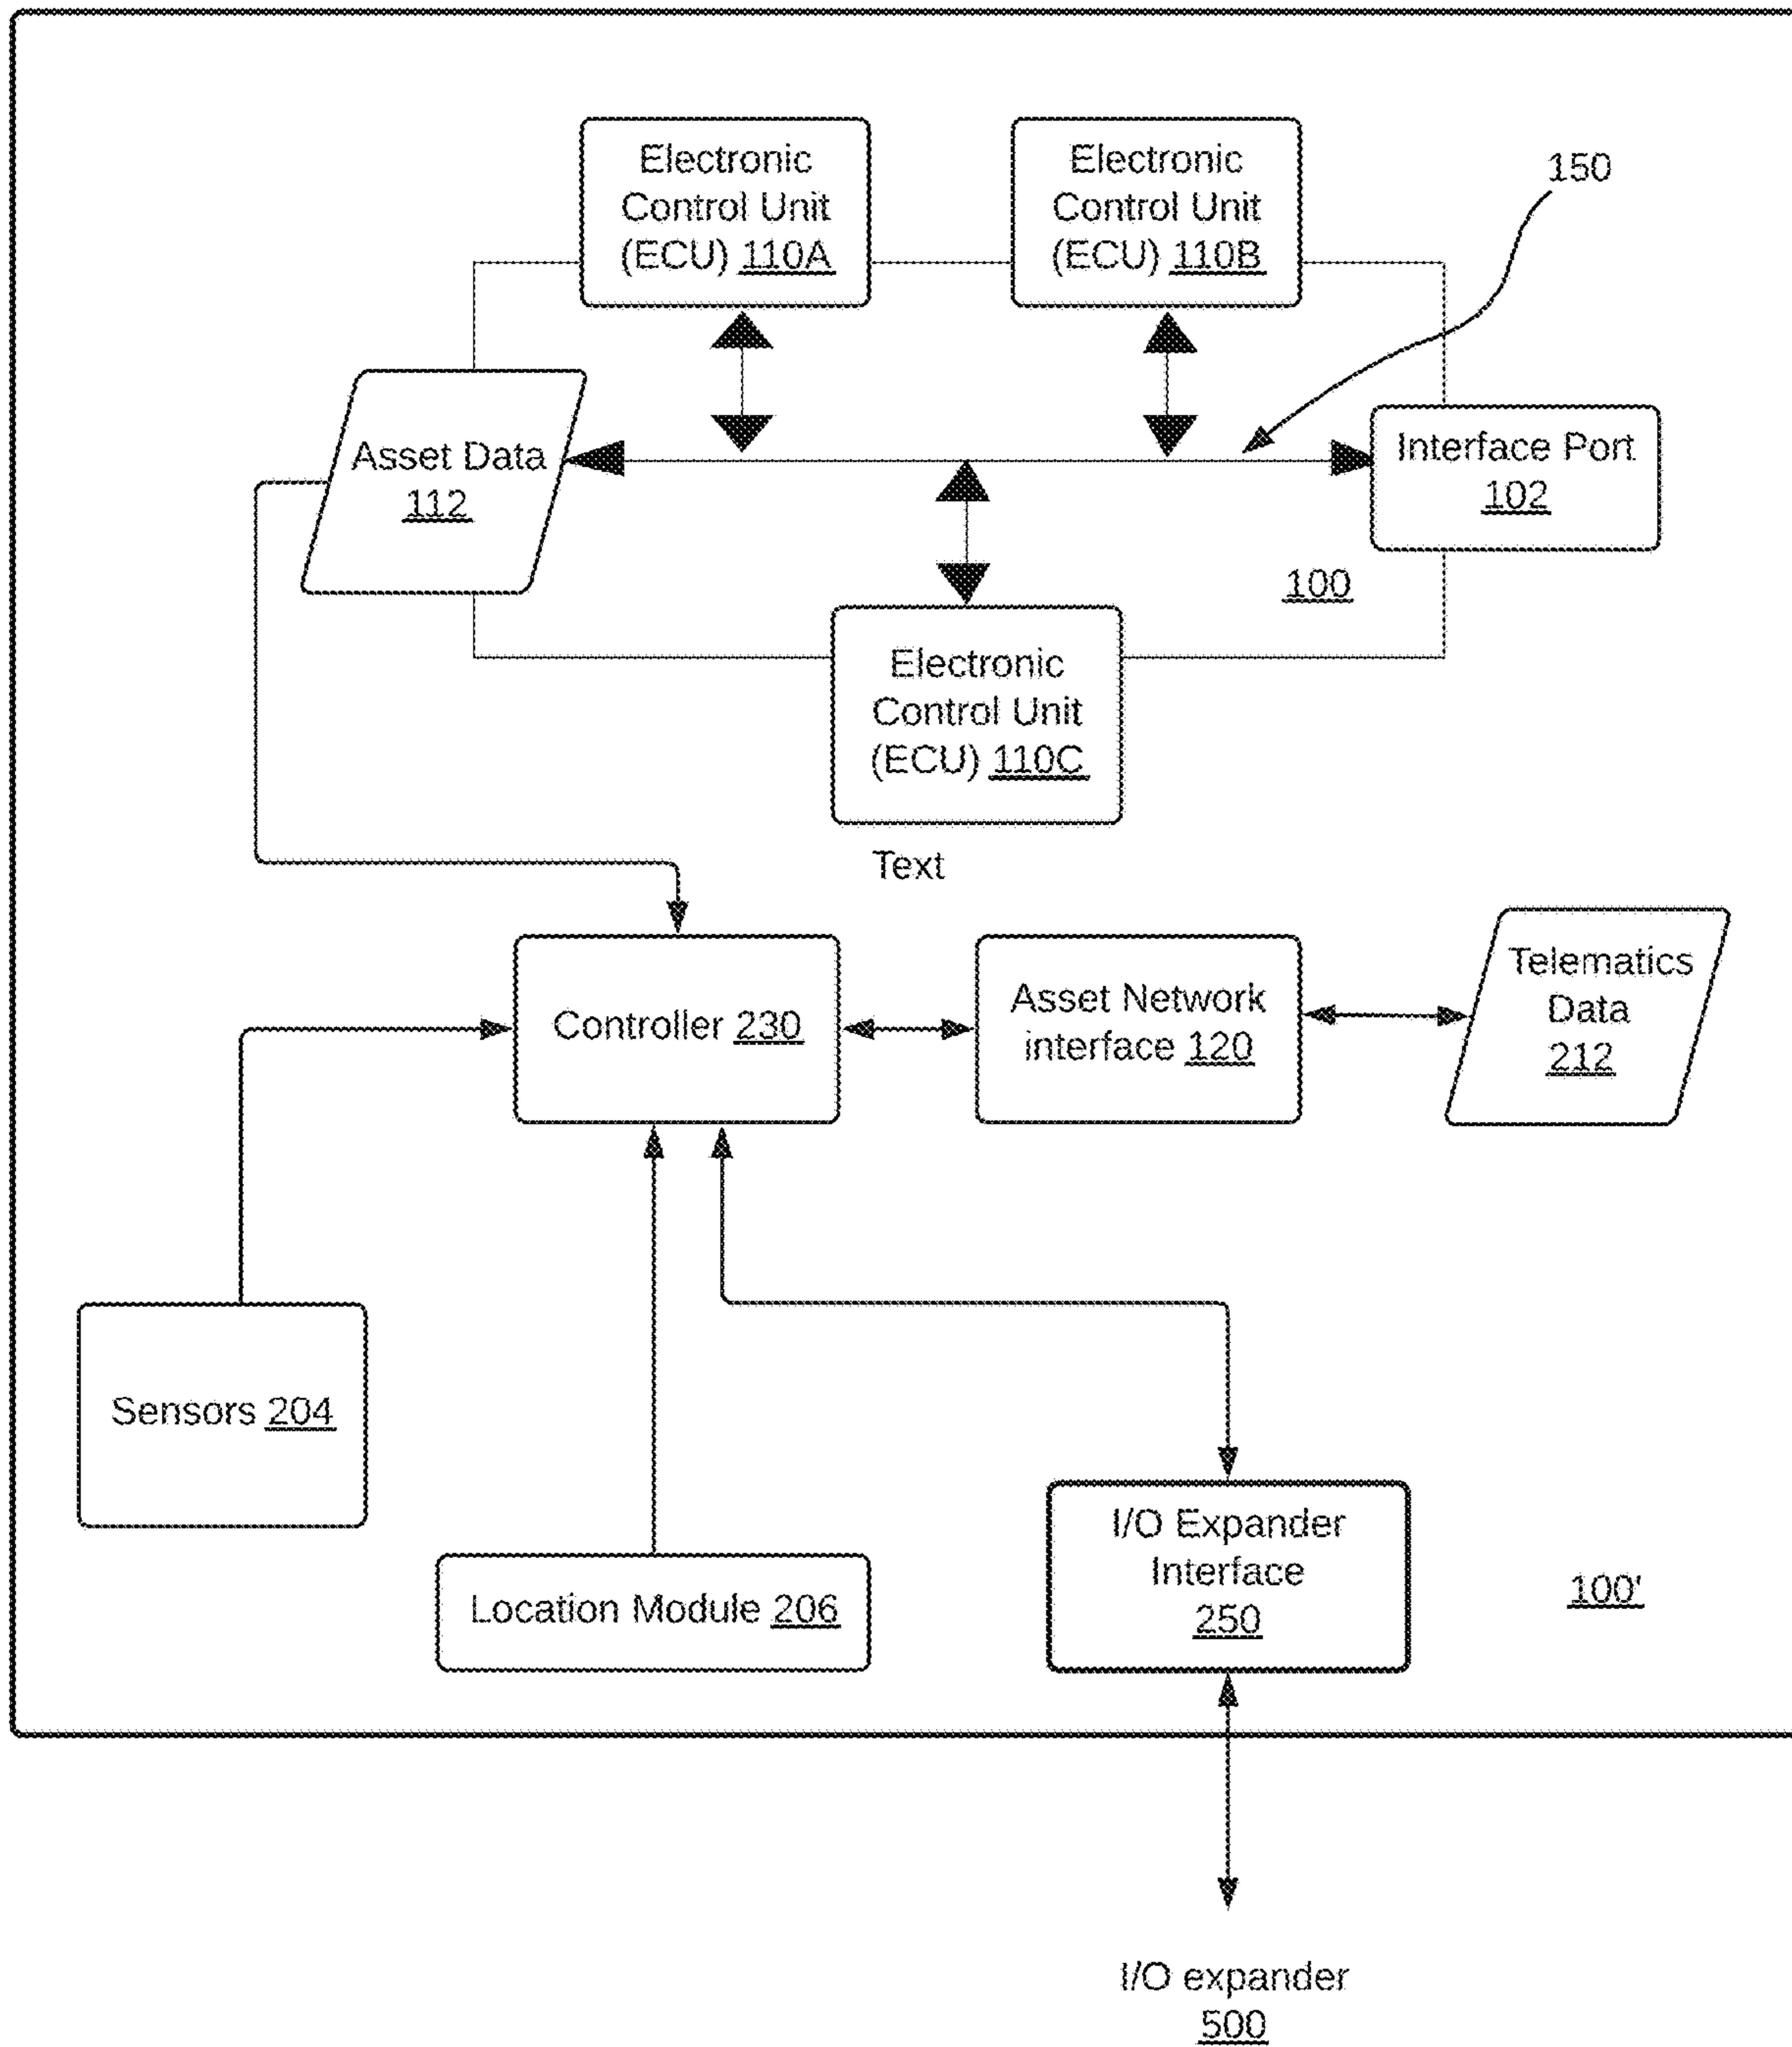 Electronic
Control Unit
(ECU) 110A
Electronic
Control Unit
(ECU) 110B
150
Asset Data
112
Interface Port
102
100
Electronic
Control Unit
(ECU) 110C
Text
Controller 230
Asset Network
interface 120
Telematics
Data
212
Sensors 204
Location Module 206
I/O Expander
Interface
250
100'
I/O expander
500